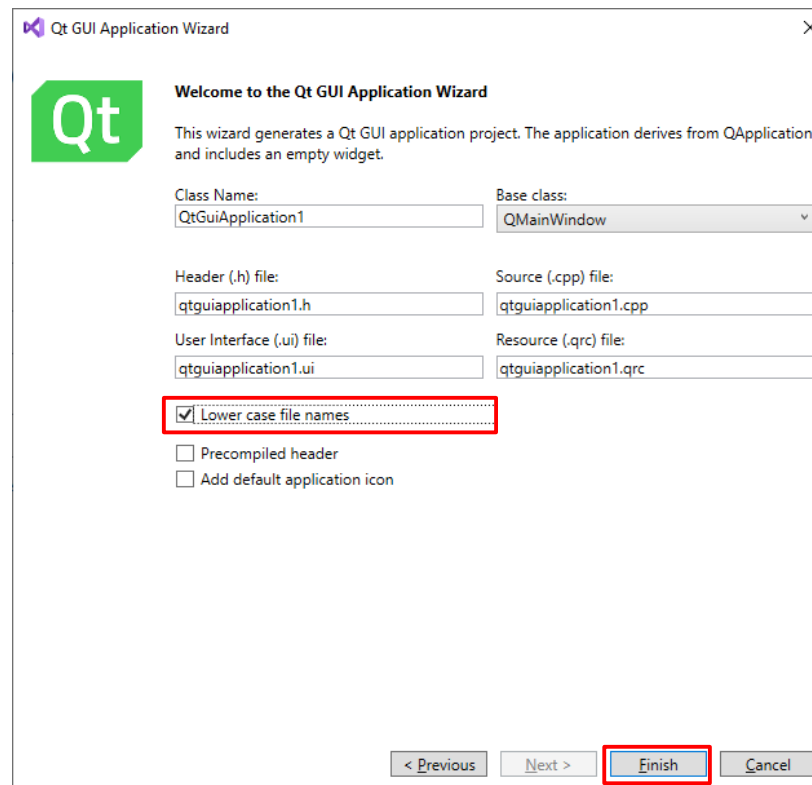 Qt GUI Application Wizard
Qt
Welcome to the Qt GUI Application Wizard
This wizard generates a Qt GUI application project. The application derives from QApplication
and includes an empty widget.
Class Name:
Base class:
QtGuiApplication1
QMainWindow
Header (.h) file:
Source (.cpp) file:
qtguiapplication1.h
qtguiapplication1.cpp
User Interface (.ui) file:
Resource (.qrc) file:
qtguiapplication1.ui
qtguiapplication1.qrc
Lower case file names
Precompiled header
Add default application icon
< Previous
Next >
Finish
Cancel